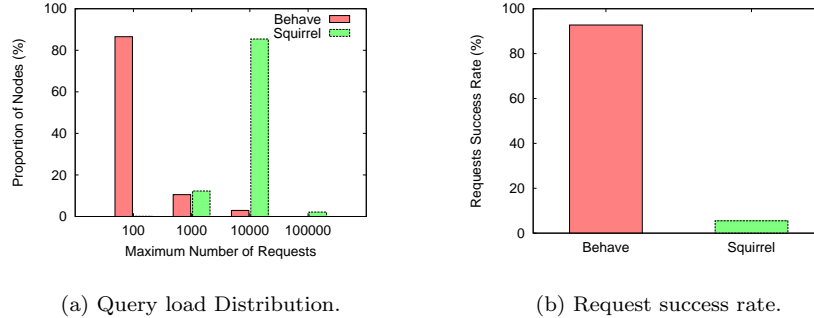 100
80
60
40
20
0
Proportion of Nodes (%)
Behave
Squirrel
100 1000 10000 100000
Maximum Number of Requests
(a) Query load Distribution.
100
80
60
40
20
0
Requests Success Rate (%)
Behave Squirrel
(b) Request success rate.